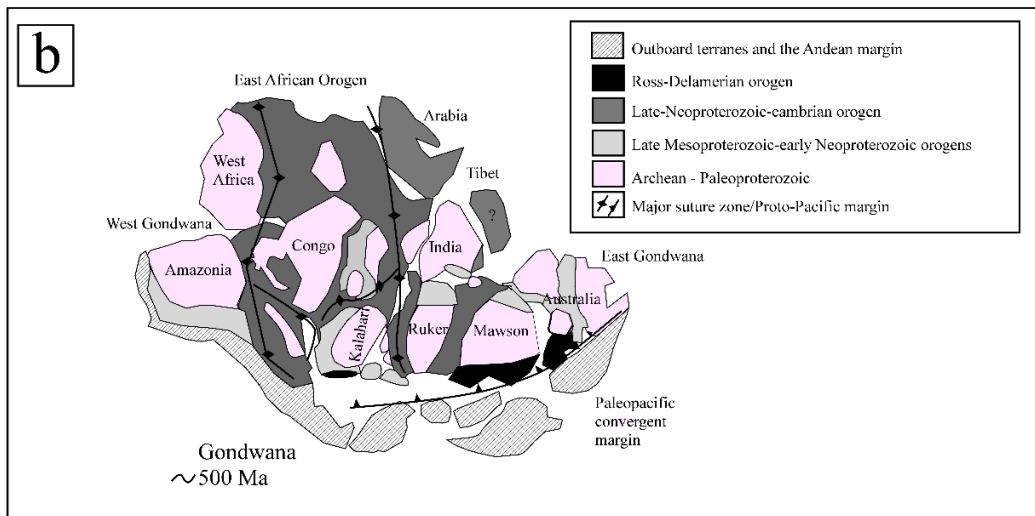 b
Outboard terranes and the Andean margin
Ross-Delamerian orogen
Late-Neoproterozoic-cambrian orogen
Late Mesoproterozoic-early Neoproterozoic orogens
Archean - Paleoproterozoic
Major suture zone/Proto-Pacific margin
East African Orogen
Arabia
West
Africa
Tibet
?
West Gondwana
Congo
India
East Gondwana
Amazonia
Australia
Kalahari
Ruker
Mawson
Paleopacific
convergent
margin
Gondwana
~500 Ma